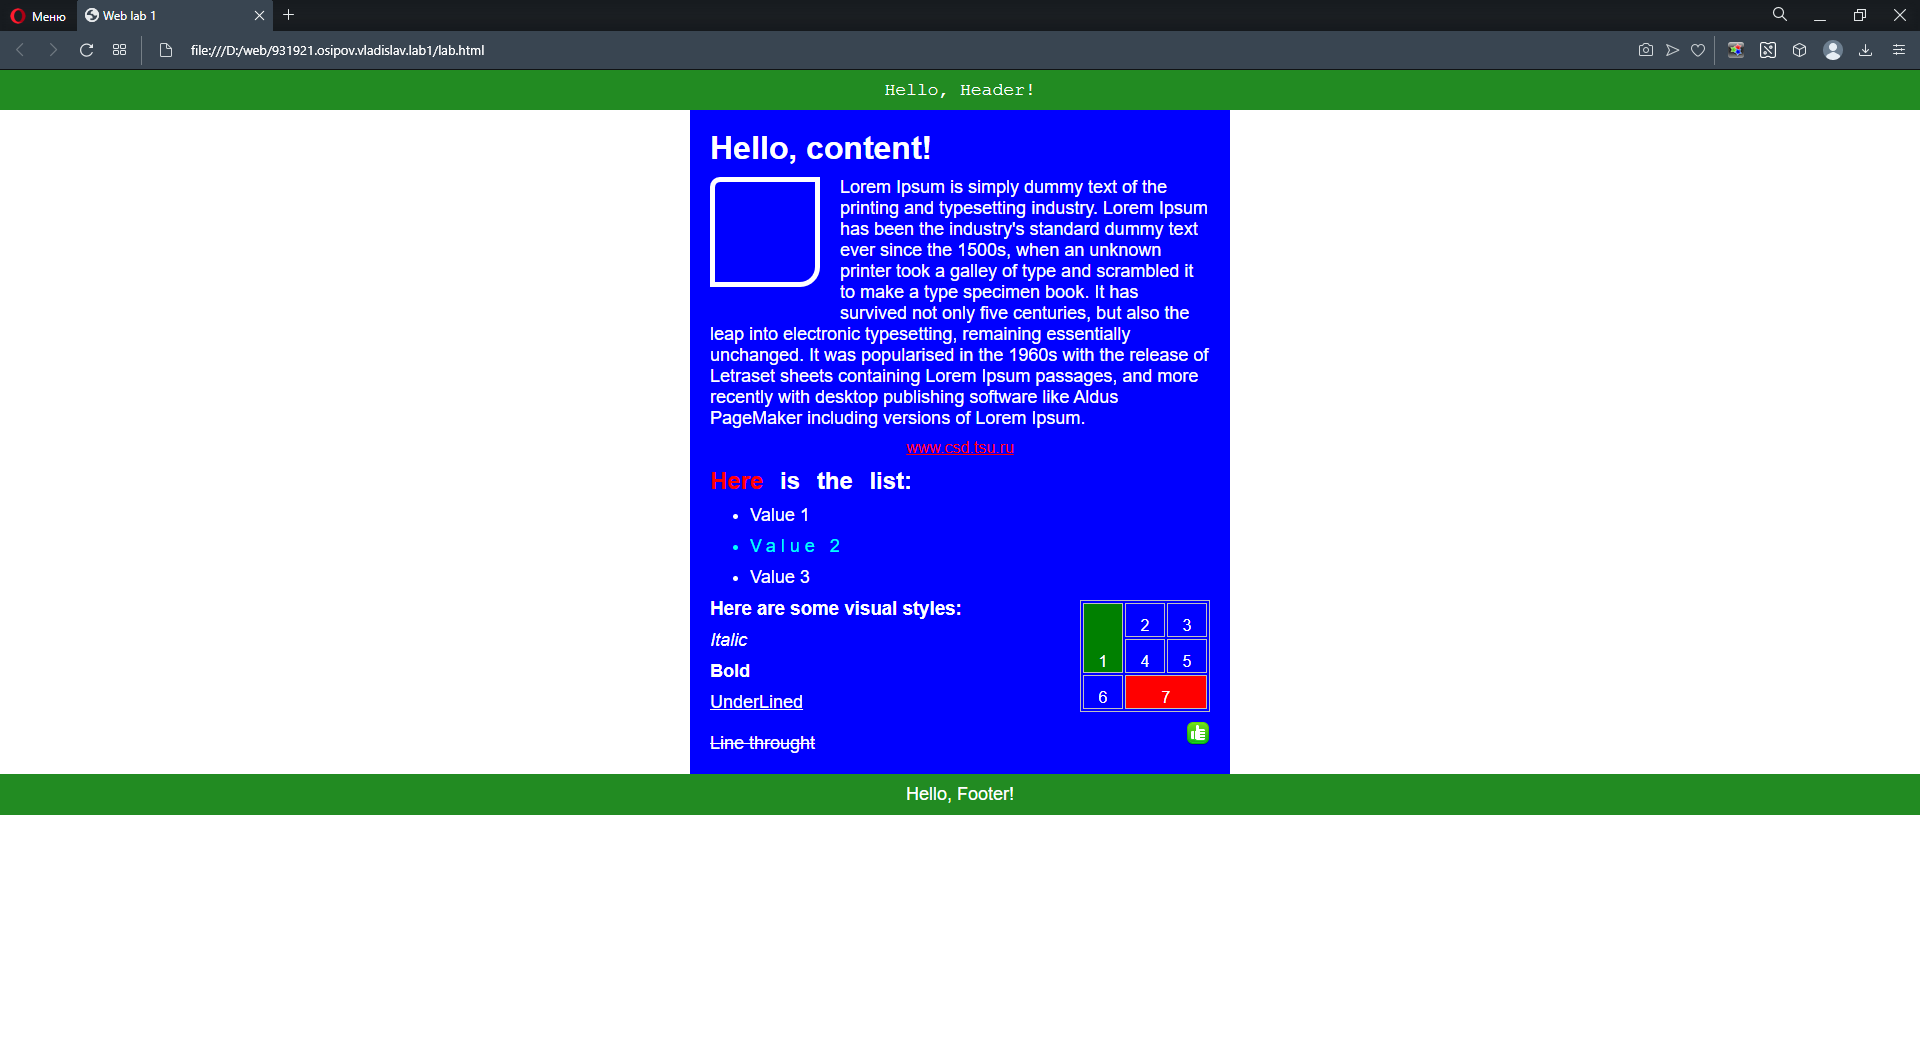 Меню
Web lab 1
file:///D:/web/931921.osipov.vladislav.lab1/lab.html
Hello, Header!
Hello, content!
Lorem Ipsum is simply dummy text of the
printing and typesetting industry. Lorem Ipsum
has been the industry's standard dummy text
ever since the 1500s, when an unknown
printer took a galley of type and scrambled it
to make a type specimen book. It has
survived not only five centuries, but also the
leap into electronic typesetting, remaining essentially
unchanged. It was popularised in the 1960s with the release of
Letraset sheets containing Lorem Ipsum passages, and more
recently with desktop publishing software like Aldus
PageMaker including versions of Lorem Ipsum.
www.csd.tsu.ru
Here is the list:
• Value 1
• Value 2
• Value 3
Here are some visual styles:
Italic
Bold
UnderLined
Line throught
2 3
1 4 5
6 7
Hello, Footer!